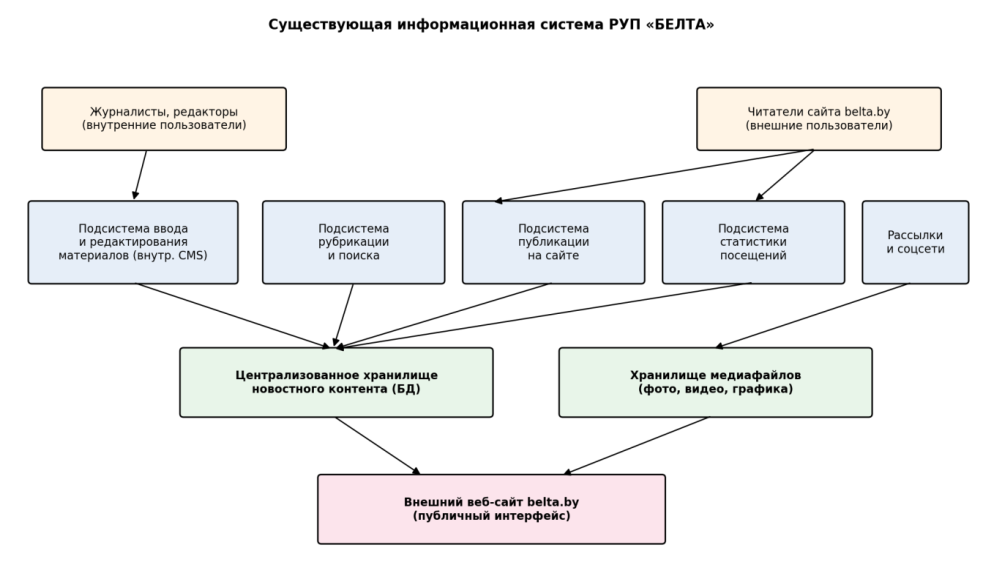 Существующая информационная система РУП «БЕЛТА»
Журналисты, редакторы
(внутренние пользователи)
Читатели сайта belta.by
(внешние пользователи)
Подсистема ввода
и редактирования
материалов (внутр. CMS)
Подсистема
рубрикации
и поиска
Подсистема
публикации
на сайте
Подсистема
статистики
посещений
Рассылки
и соцсети
Централизованное хранилище
новостного контента (БД)
Хранилище медиафайлов
(фото, видео, графика)
Внешний веб-сайт belta.by
(публичный интерфейс)